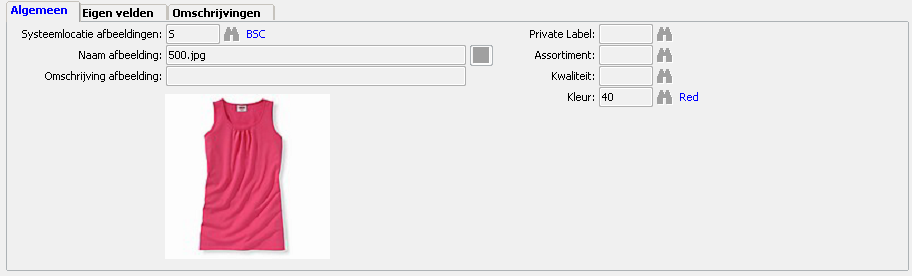 Algemeen Eigen velden Omschrijvingen
Systeemlocatie afbeeldingen: S BSC
Naam afbeelding: 500.jpg
Omschrijving afbeelding:
Private Label:
Assortiment:
Kwaliteit:
Kleur: 40 Red